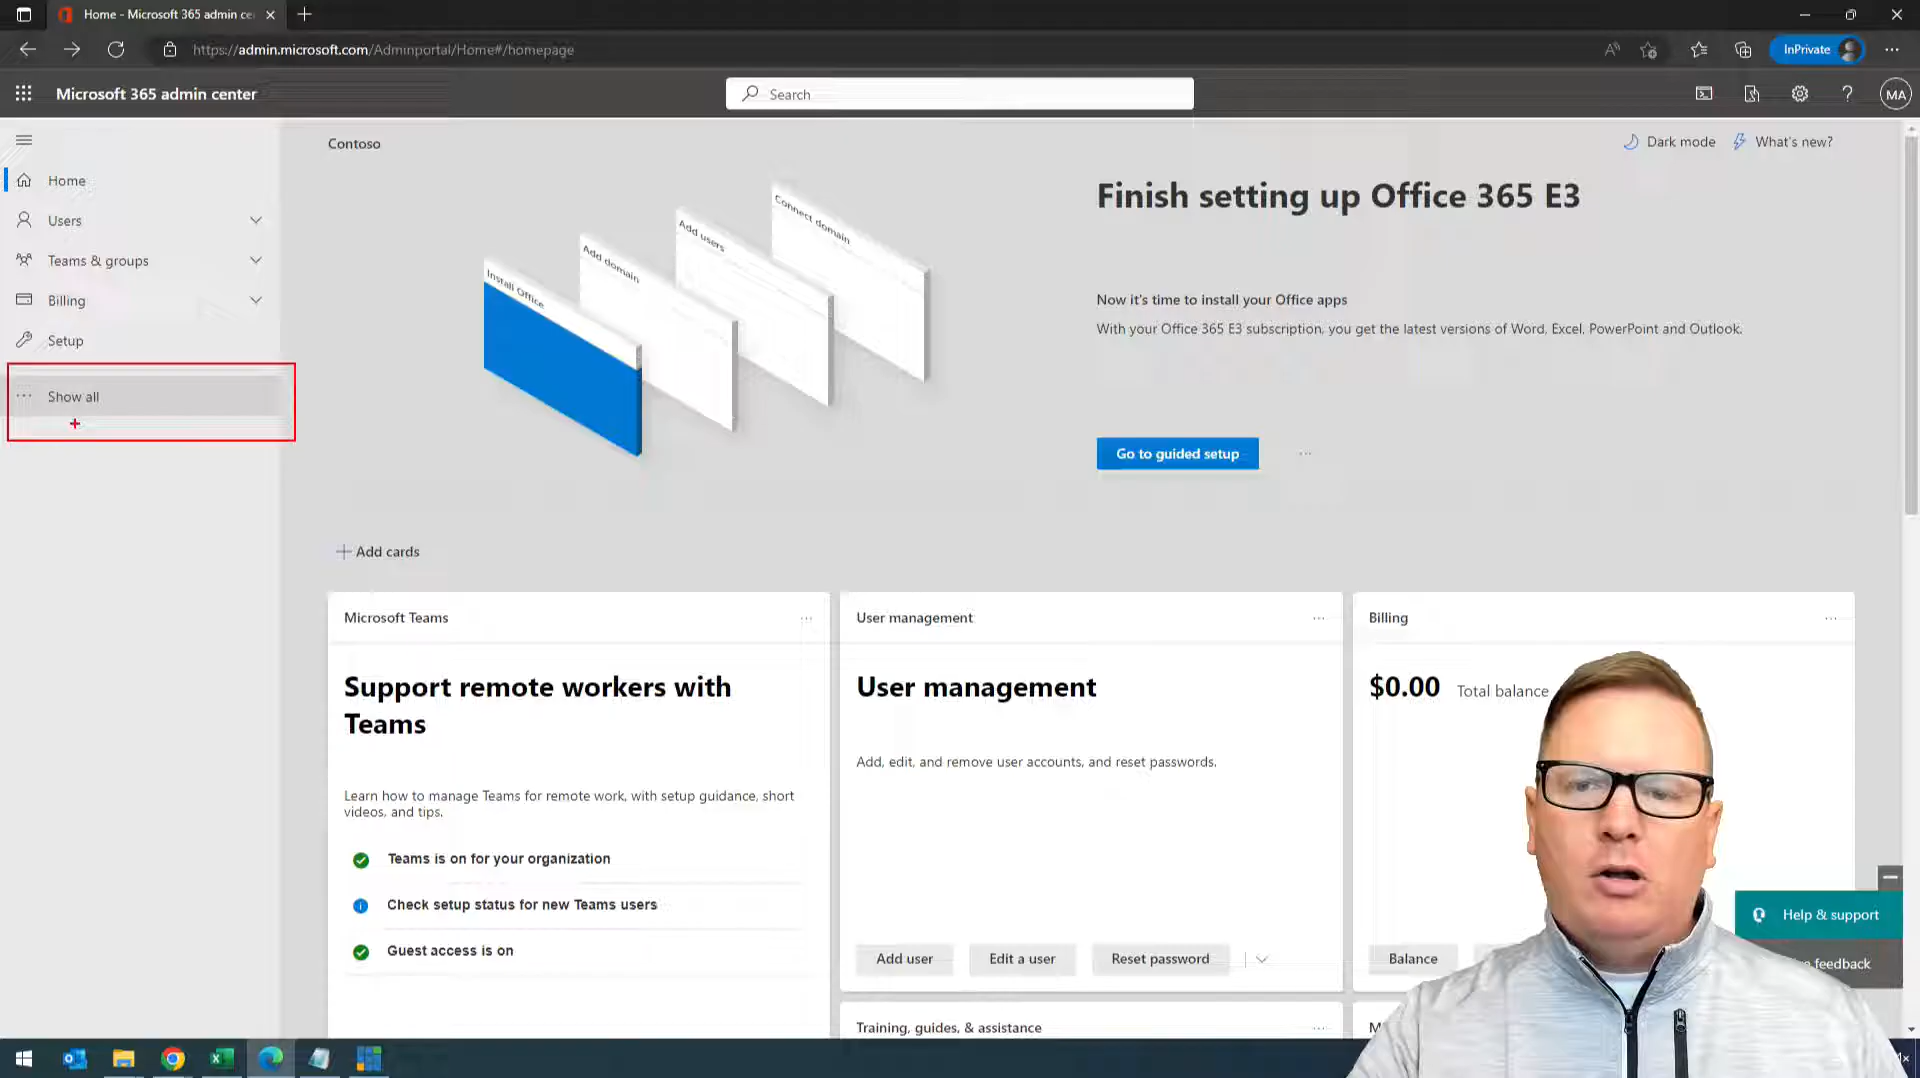 Home - Microsoft 365 admin ce
https://admin.microsoft.com/Adminportal/Home#/homepage
InPrivate
Microsoft 365 admin center
Search
MA
Contoso
Dark mode
What's new?
Home
Users
Teams & groups
Billing
Setup
Show all
Install Office
Add domain
Add users
Connect domain
Finish setting up Office 365 E3
Now it's time to install your Office apps
With your Office 365 E3 subscription, you get the latest versions of Word, Excel, PowerPoint and Outlook.
Go to guided setup
Add cards
Microsoft Teams
Support remote workers with
Teams
Learn how to manage Teams for remote work, with setup guidance, short
videos, and tips.
Teams is on for your organization
Check setup status for new Teams users
Guest access is on
User management
User management
Add, edit, and remove user accounts, and reset passwords.
Add user
Edit a user
Reset password
Training, guides, & assistance
Billing
$0.00 Total balance
Balance
Help & support
feedback